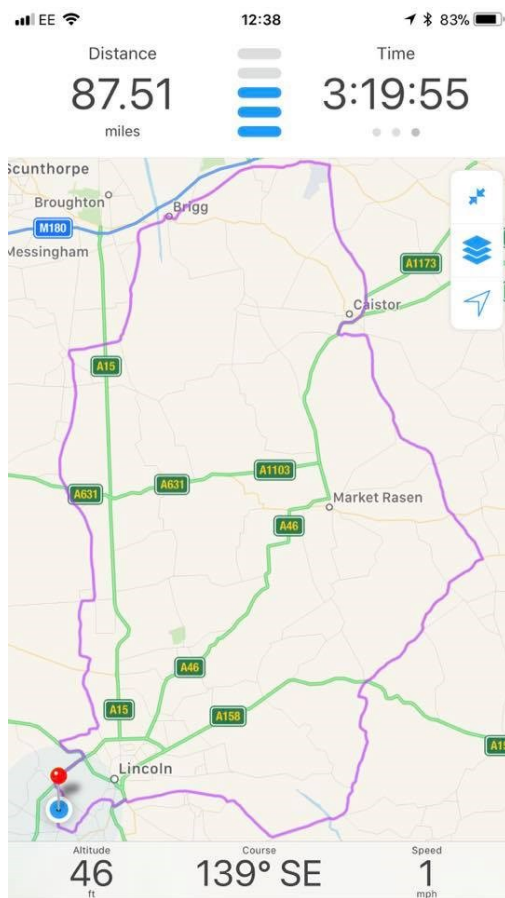 EE 12:38 83%
Distance Time
87.51 3:19:55
miles
Scunthorpe
Broughton
Brigg
M180
Messingham
A1173
Caistor
A15
A1103
A631
A631
Market Rasen
A46
A46
A15
A158
A15
Lincoln
Altitude Course Speed
46 139° SE 1
ft mph